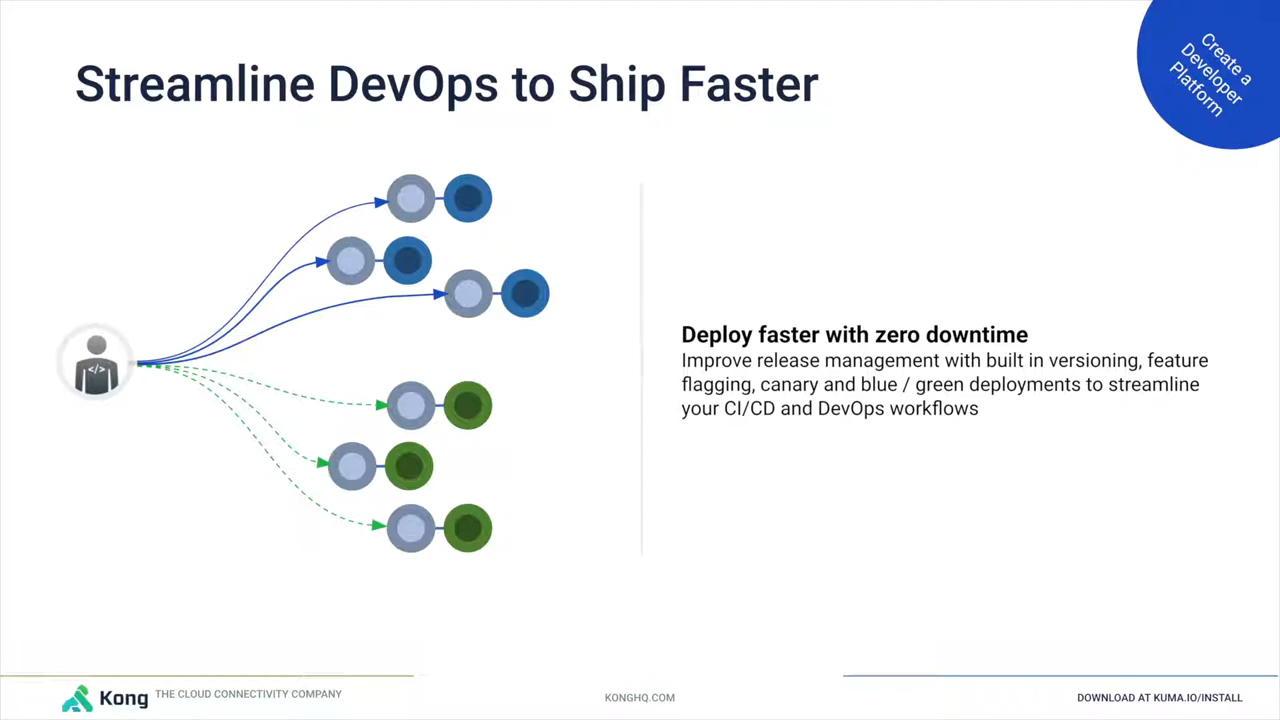 Streamline DevOps to Ship Faster
Create a
Developer
Platform
</>
Deploy faster with zero downtime
Improve release management with built in versioning, feature
flagging, canary and blue / green deployments to streamline
your CI/CD and DevOps workflows
Kong
THE CLOUD CONNECTIVITY COMPANY
KONGHQ.COM
DOWNLOAD AT KUMA.IO/INSTALL